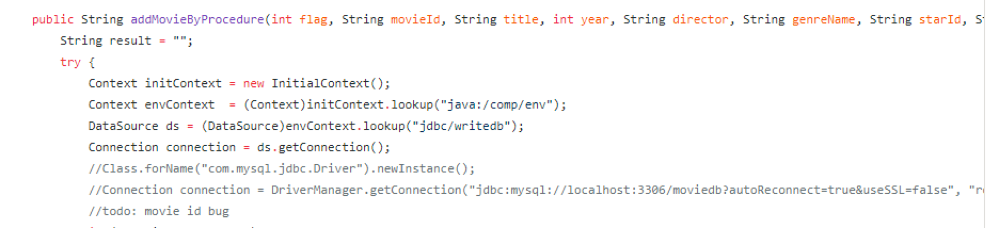 public String addMovieByProcedure(int flag, String movieId, String title, int year, String director, String genreName, String starId,
String result = "";
try {
Context initContext = new InitialContext();
Context envContext  = (Context)initContext.lookup("java:/comp/env");
DataSource ds = (DataSource)envContext.lookup("jdbc/writedb");
Connection connection = ds.getConnection();
//Class.forName("com.mysql.jdbc.Driver").newInstance();
//Connection connection = DriverManager.getConnection("jdbc:mysql://localhost:3306/moviedb?autoReconnect=true&useSSL=false",
//todo: movie id bug